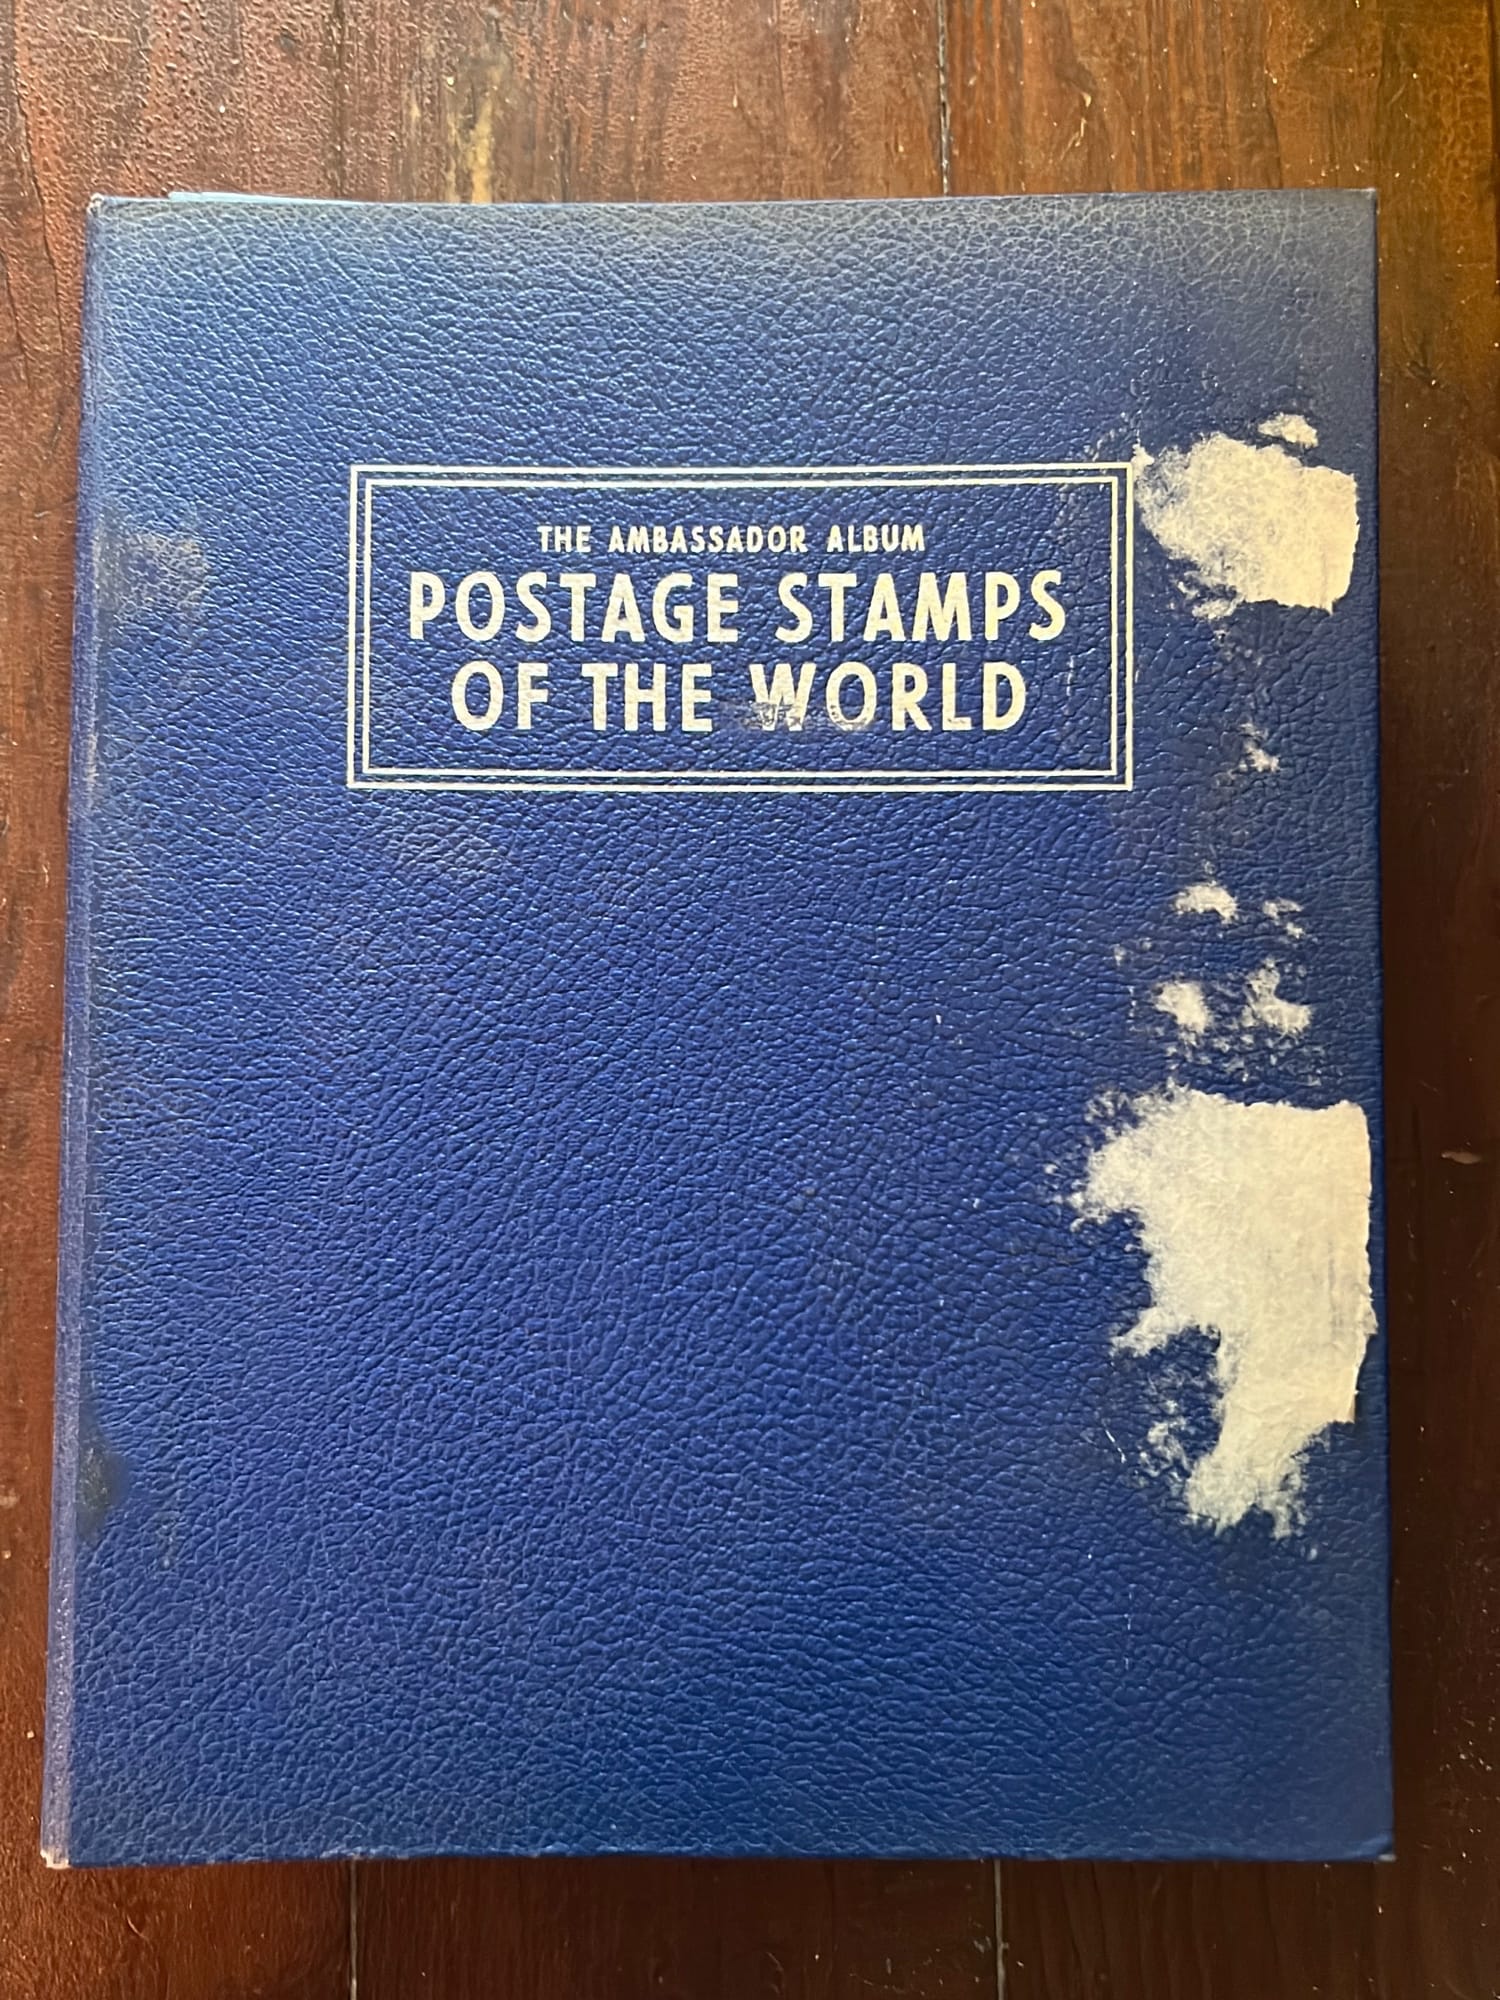 THE AMBASSADOR ALBUM
POSTAGE STAMPS
OF THE WORLD